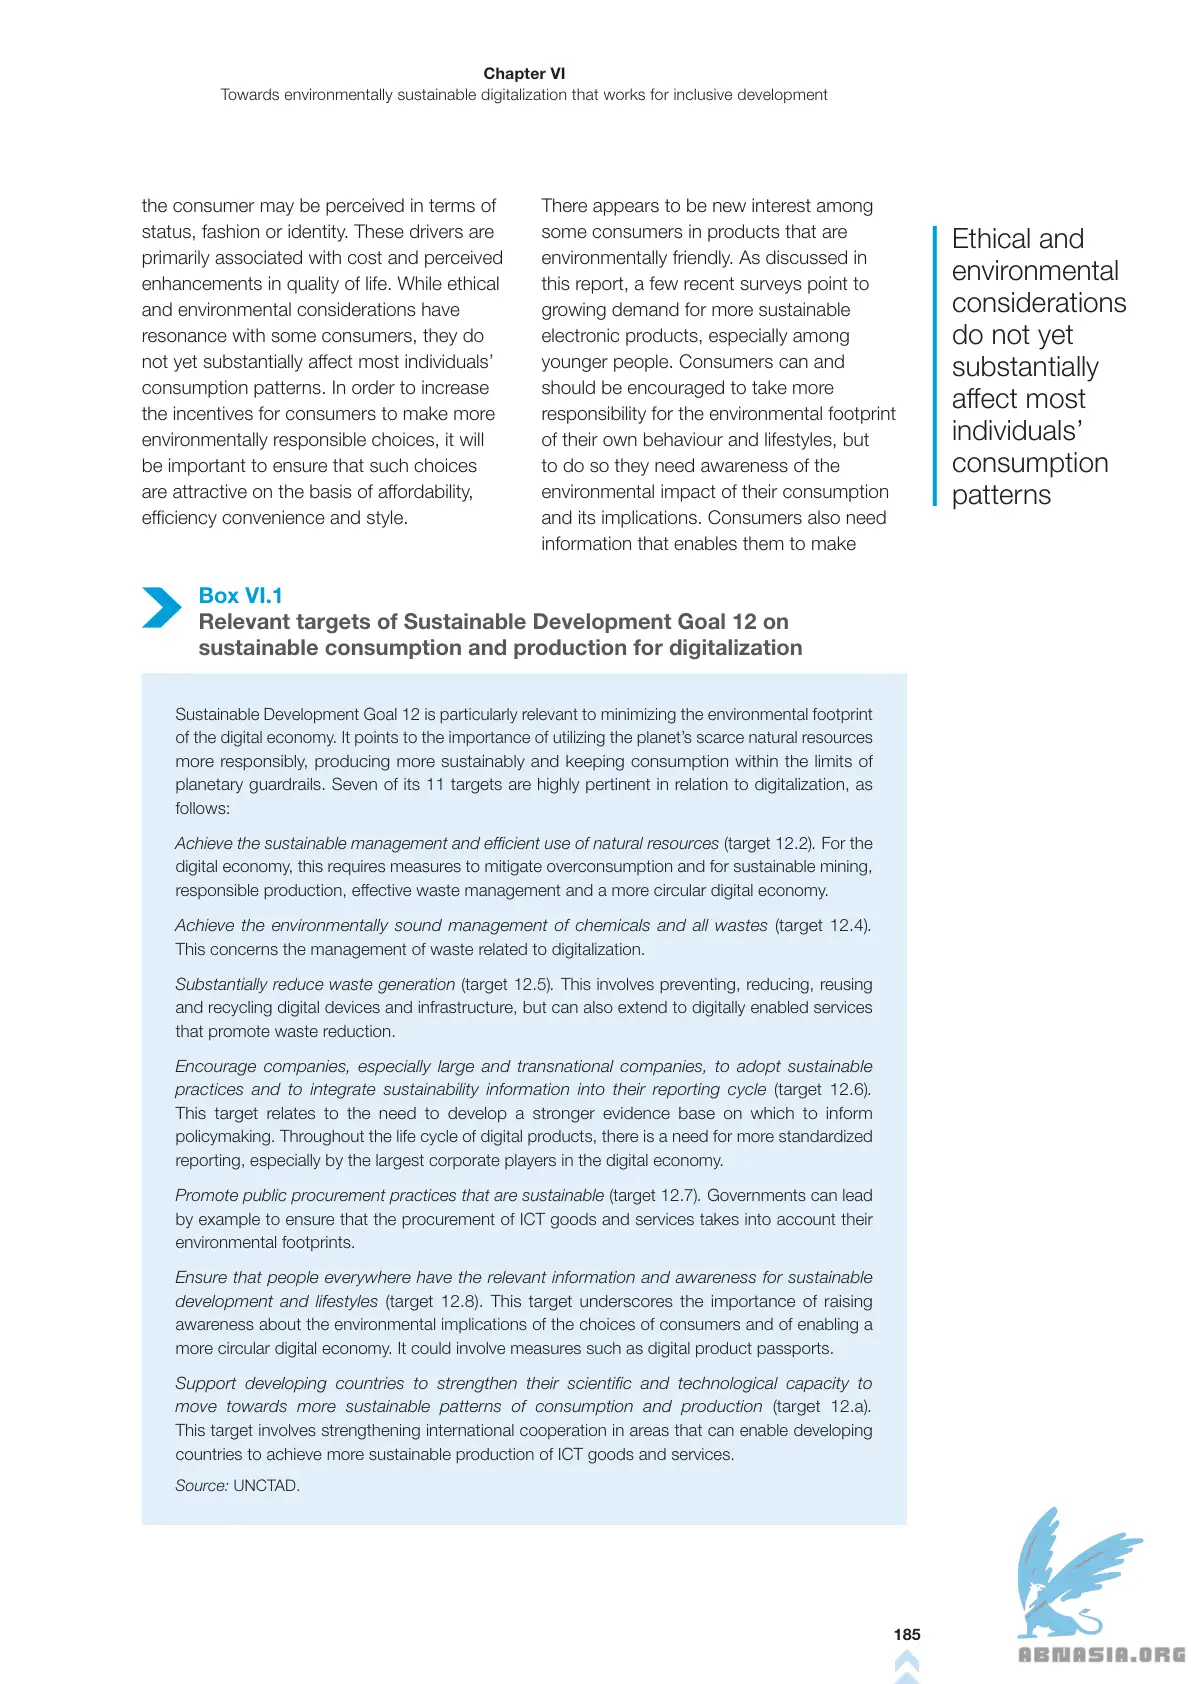 Chapter VI
Towards environmentally sustainable digitalization that works for inclusive development
the consumer may be perceived in terms of
status, fashion or identity. These drivers are
primarily associated with cost and perceived
enhancements in quality of life. While ethical
and environmental considerations have
resonance with some consumers, they do
not yet substantially affect most individuals’
consumption patterns. In order to increase
the incentives for consumers to make more
environmentally responsible choices, it will
be important to ensure that such choices
are attractive on the basis of affordability,
efficiency convenience and style.
There appears to be new interest among
some consumers in products that are
environmentally friendly. As discussed in
this report, a few recent surveys point to
growing demand for more sustainable
electronic products, especially among
younger people. Consumers can and
should be encouraged to take more
responsibility for the environmental footprint
of their own behaviour and lifestyles, but
to do so they need awareness of the
environmental impact of their consumption
and its implications. Consumers also need
information that enables them to make
Ethical and
environmental
considerations
do not yet
substantially
affect most
individuals’
consumption
patterns
Box VI.1
Relevant targets of Sustainable Development Goal 12 on
sustainable consumption and production for digitalization
Sustainable Development Goal 12 is particularly relevant to minimizing the environmental footprint
of the digital economy. It points to the importance of utilizing the planet’s scarce natural resources
more responsibly, producing more sustainably and keeping consumption within the limits of
planetary guardrails. Seven of its 11 targets are highly pertinent in relation to digitalization, as
follows:
Achieve the sustainable management and efficient use of natural resources (target 12.2). For the
digital economy, this requires measures to mitigate overconsumption and for sustainable mining,
responsible production, effective waste management and a more circular digital economy.
Achieve the environmentally sound management of chemicals and all wastes (target 12.4).
This concerns the management of waste related to digitalization.
Substantially reduce waste generation (target 12.5). This involves preventing, reducing, reusing
and recycling digital devices and infrastructure, but can also extend to digitally enabled services
that promote waste reduction.
Encourage companies, especially large and transnational companies, to adopt sustainable
practices and to integrate sustainability information into their reporting cycle (target 12.6).
This target relates to the need to develop a stronger evidence base on which to inform
policymaking. Throughout the life cycle of digital products, there is a need for more standardized
reporting, especially by the largest corporate players in the digital economy.
Promote public procurement practices that are sustainable (target 12.7). Governments can lead
by example to ensure that the procurement of ICT goods and services takes into account their
environmental footprints.
Ensure that people everywhere have the relevant information and awareness for sustainable
development and lifestyles (target 12.8). This target underscores the importance of raising
awareness about the environmental implications of the choices of consumers and of enabling a
more circular digital economy. It could involve measures such as digital product passports.
Support developing countries to strengthen their scientific and technological capacity to
move towards more sustainable patterns of consumption and production (target 12.a).
This target involves strengthening international cooperation in areas that can enable developing
countries to achieve more sustainable production of ICT goods and services.
Source: UNCTAD.
185
ABNASIA.ORG